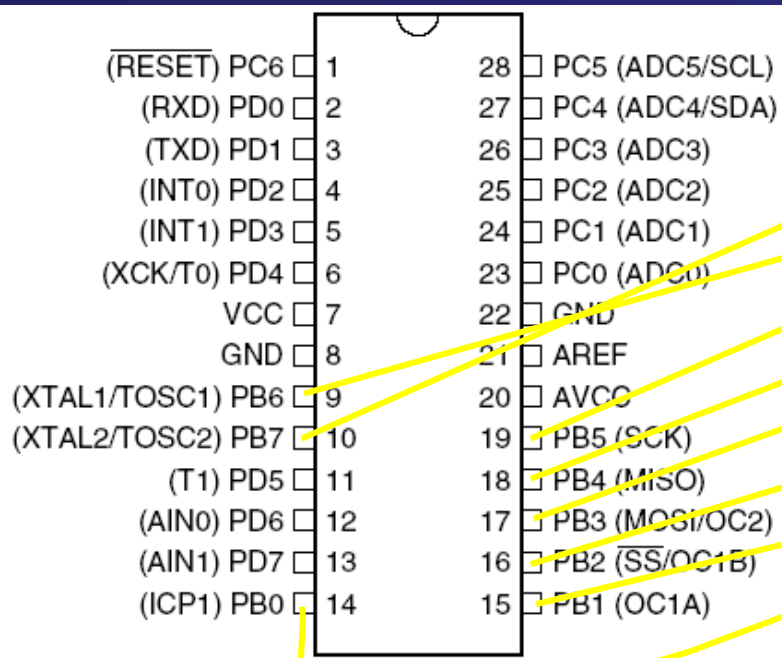 (RESET) PC6 1 28 PC5 (ADC5/SCL)
(RXD) PD0 2 27 PC4 (ADC4/SDA)
(TXD) PD1 3 26 PC3 (ADC3)
(INT0) PD2 4 25 PC2 (ADC2)
(INT1) PD3 5 24 PC1 (ADC1)
(XCK/T0) PD4 6 23 PC0 (ADC0)
VCC 7 22 GND
GND 8 21 AREF
(XTAL1/TOSC1) PB6 9 20 AVCC
(XTAL2/TOSC2) PB7 10 19 PB5 (SCK)
(T1) PD5 11 18 PB4 (MISO)
(AIN0) PD6 12 17 PB3 (MOSI/OC2)
(AIN1) PD7 13 16 PB2 (SS/OC1B)
(ICP1) PB0 14 15 PB1 (OC1A)